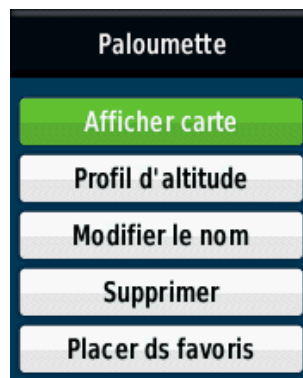 Paloumette
Afficher carte
Profil d'altitude
Modifier le nom
Supprimer
Placer ds favoris